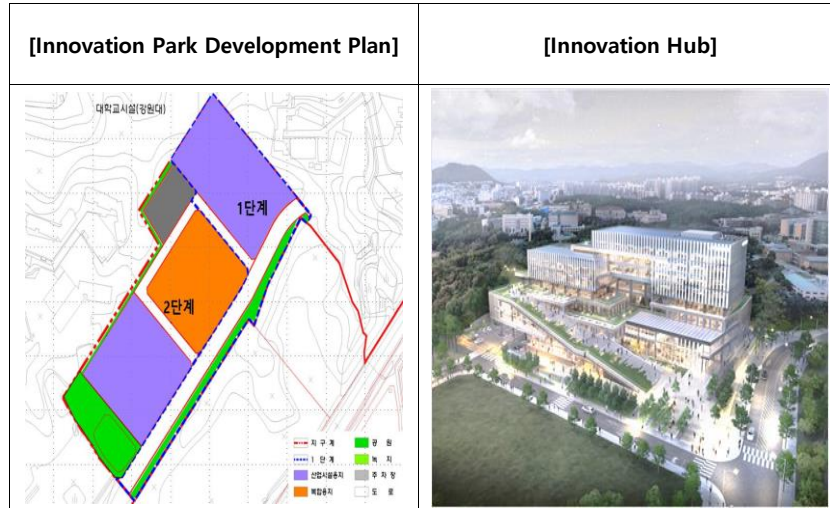 [Innovation Park Development Plan]
[Innovation Hub]
대학교시설(강원대)
1단계
2단계
지 구 계
공 원
1 단 계
녹 지
산업시설용지
주 차 장
복합용지
도 로